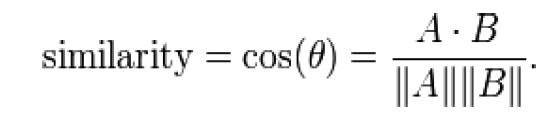 similarity = cos(θ) = A · B / ‖A‖‖B‖.